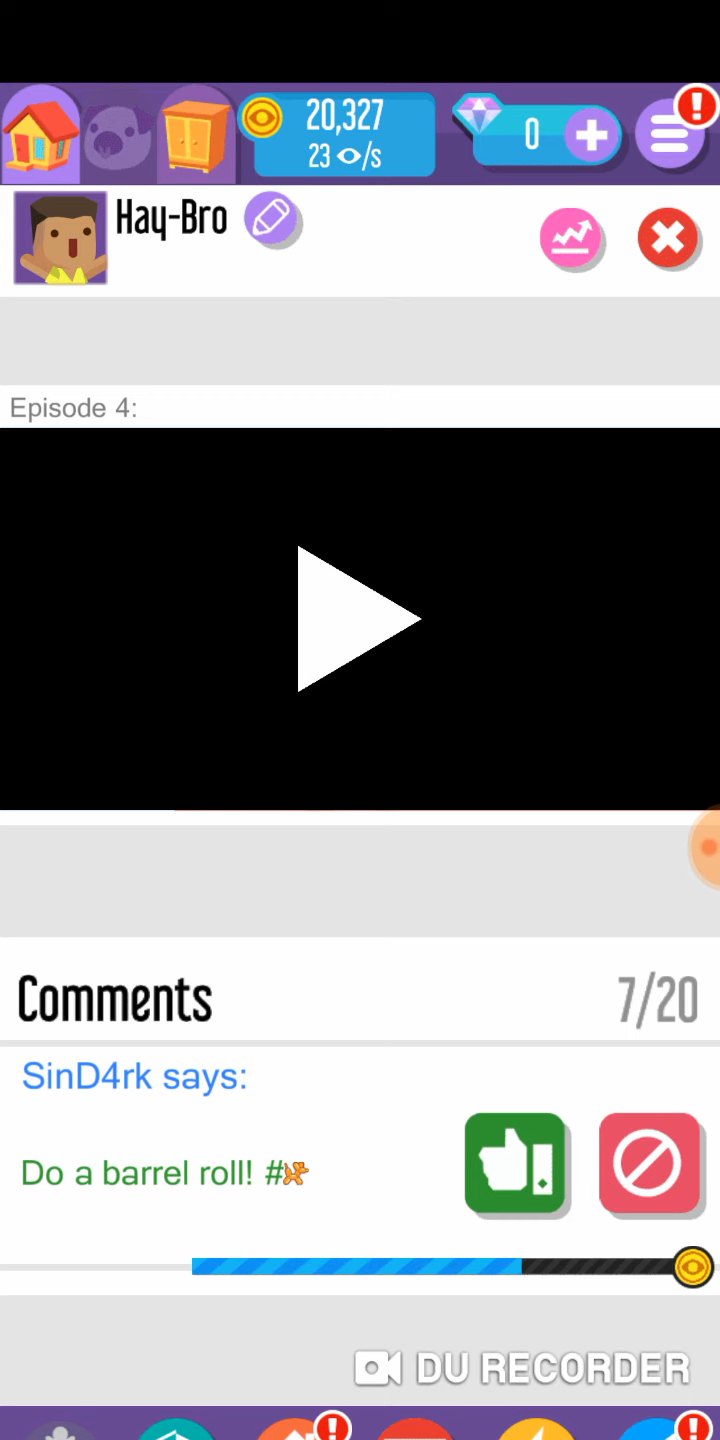 20,327
23 /s
0
Hay-Bro
Episode 4:
Comments
7/20
SinD4rk says:
Do a barrel roll! #
DU RECORDER